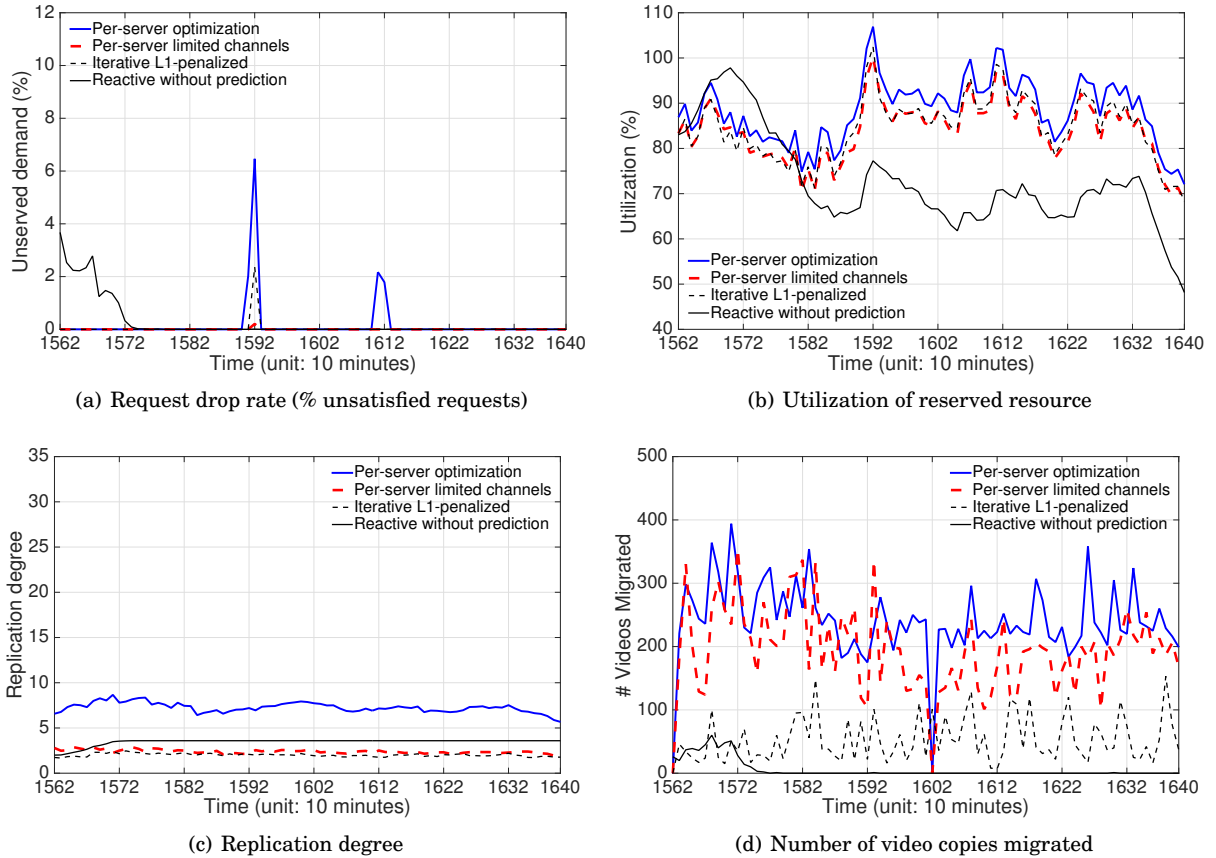 12
10
8
6
4
2
0
Unserved demand (%)
Per-server optimization
Per-server limited channels
Iterative L1-penalized
Reactive without prediction
1562 1572 1582 1592 1602 1612 1622 1632 1640
Time (unit: 10 minutes)
(a) Request drop rate (% unsatisfied requests)
110
100
90
80
70
60
50
40
Utilization (%)
Per-server optimization
Per-server limited channels
Iterative L1-penalized
Reactive without prediction
1562 1572 1582 1592 1602 1612 1622 1632 1640
Time (unit: 10 minutes)
(b) Utilization of reserved resource
35
30
25
20
15
10
5
0
Replication degree
Per-server optimization
Per-server limited channels
Iterative L1-penalized
Reactive without prediction
1562 1572 1582 1592 1602 1612 1622 1632 1640
Time (unit: 10 minutes)
(c) Replication degree
500
400
300
200
100
0
# Videos Migrated
Per-server optimization
Per-server limited channels
Iterative L1-penalized
Reactive without prediction
1562 1572 1582 1592 1602 1612 1622 1632 1640
Time (unit: 10 minutes)
(d) Number of video copies migrated